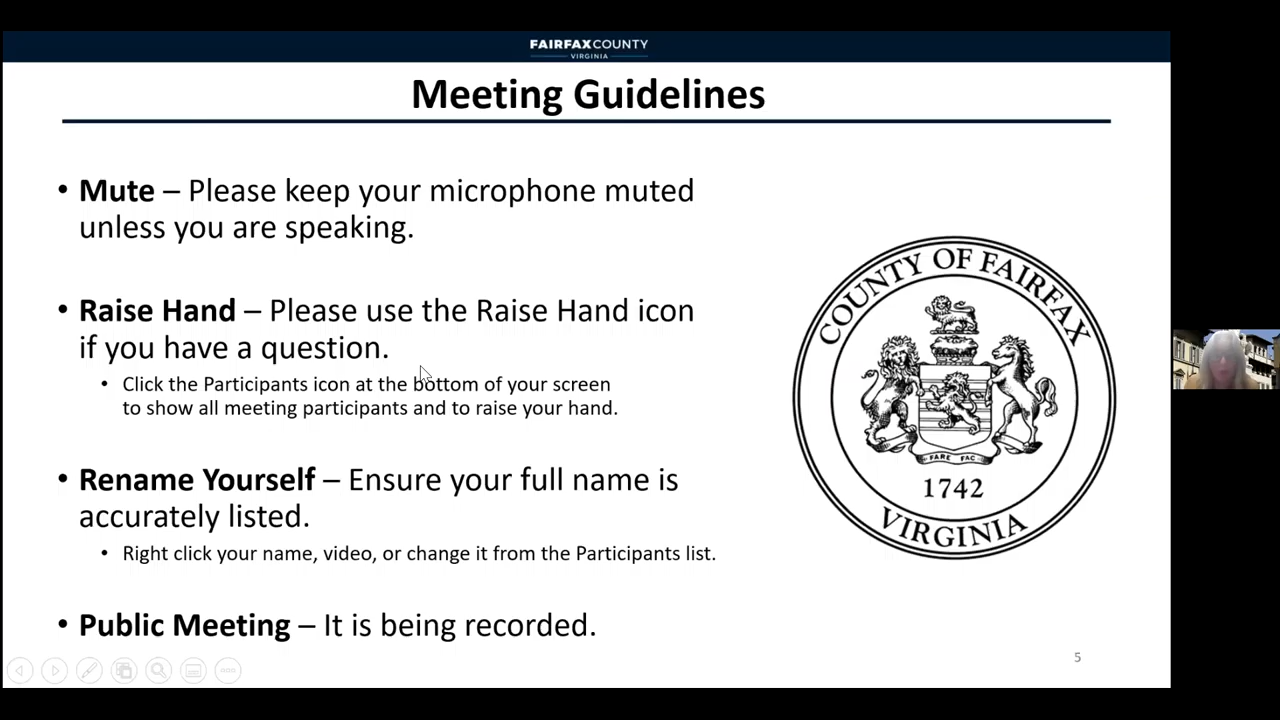 FAIRFAX COUNTY
VIRGINIA
Meeting Guidelines
• Mute – Please keep your microphone muted
unless you are speaking.
• Raise Hand – Please use the Raise Hand icon
if you have a question.
• Click the Participants icon at the bottom of your screen
to show all meeting participants and to raise your hand.
• Rename Yourself – Ensure your full name is
accurately listed.
• Right click your name, video, or change it from the Participants list.
• Public Meeting – It is being recorded.
COUNTY OF FAIRFAX
FARE FAC
1742
VIRGINIA
5